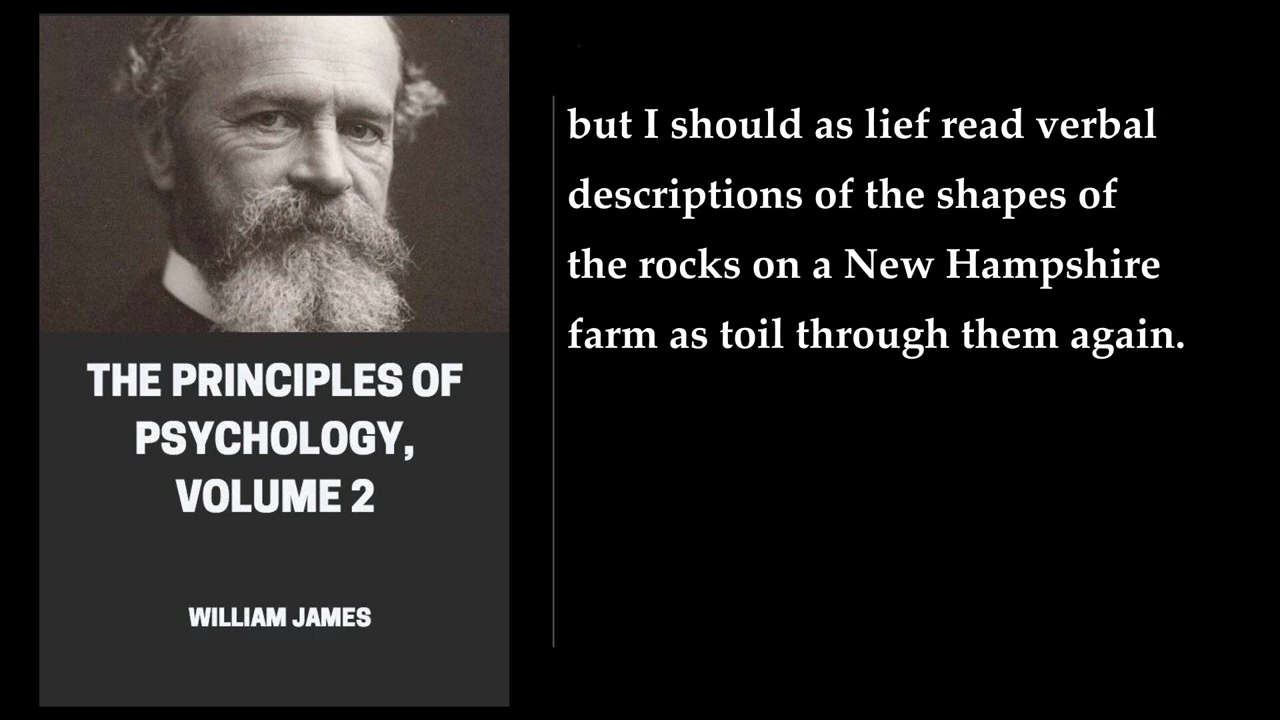 THE PRINCIPLES OF
PSYCHOLOGY,
VOLUME 2
WILLIAM JAMES
but I should as lief read verbal
descriptions of the shapes of
the rocks on a New Hampshire
farm as toil through them again.